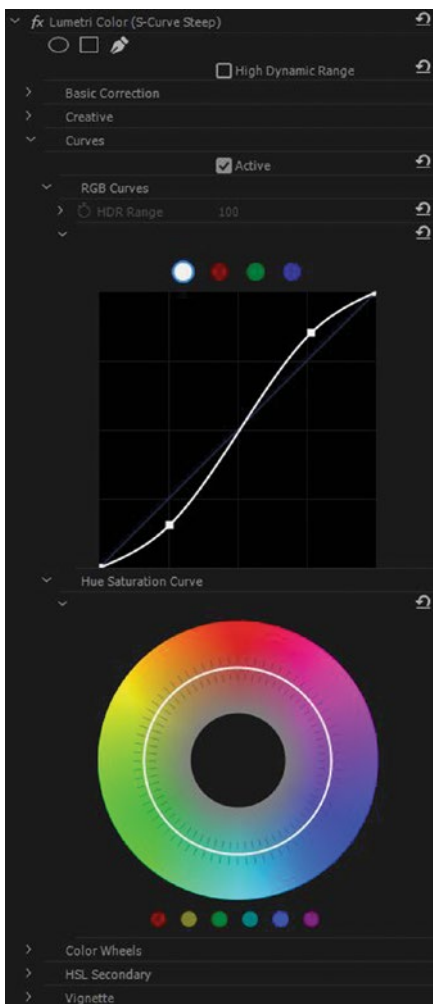 fx Lumetri Color (S-Curve Steep)
High Dynamic Range
Basic Correction
Creative
Curves
Active
RGB Curves
HDR Range 100
Hue Saturation Curve
Color Wheels
HSL Secondary
Vignette